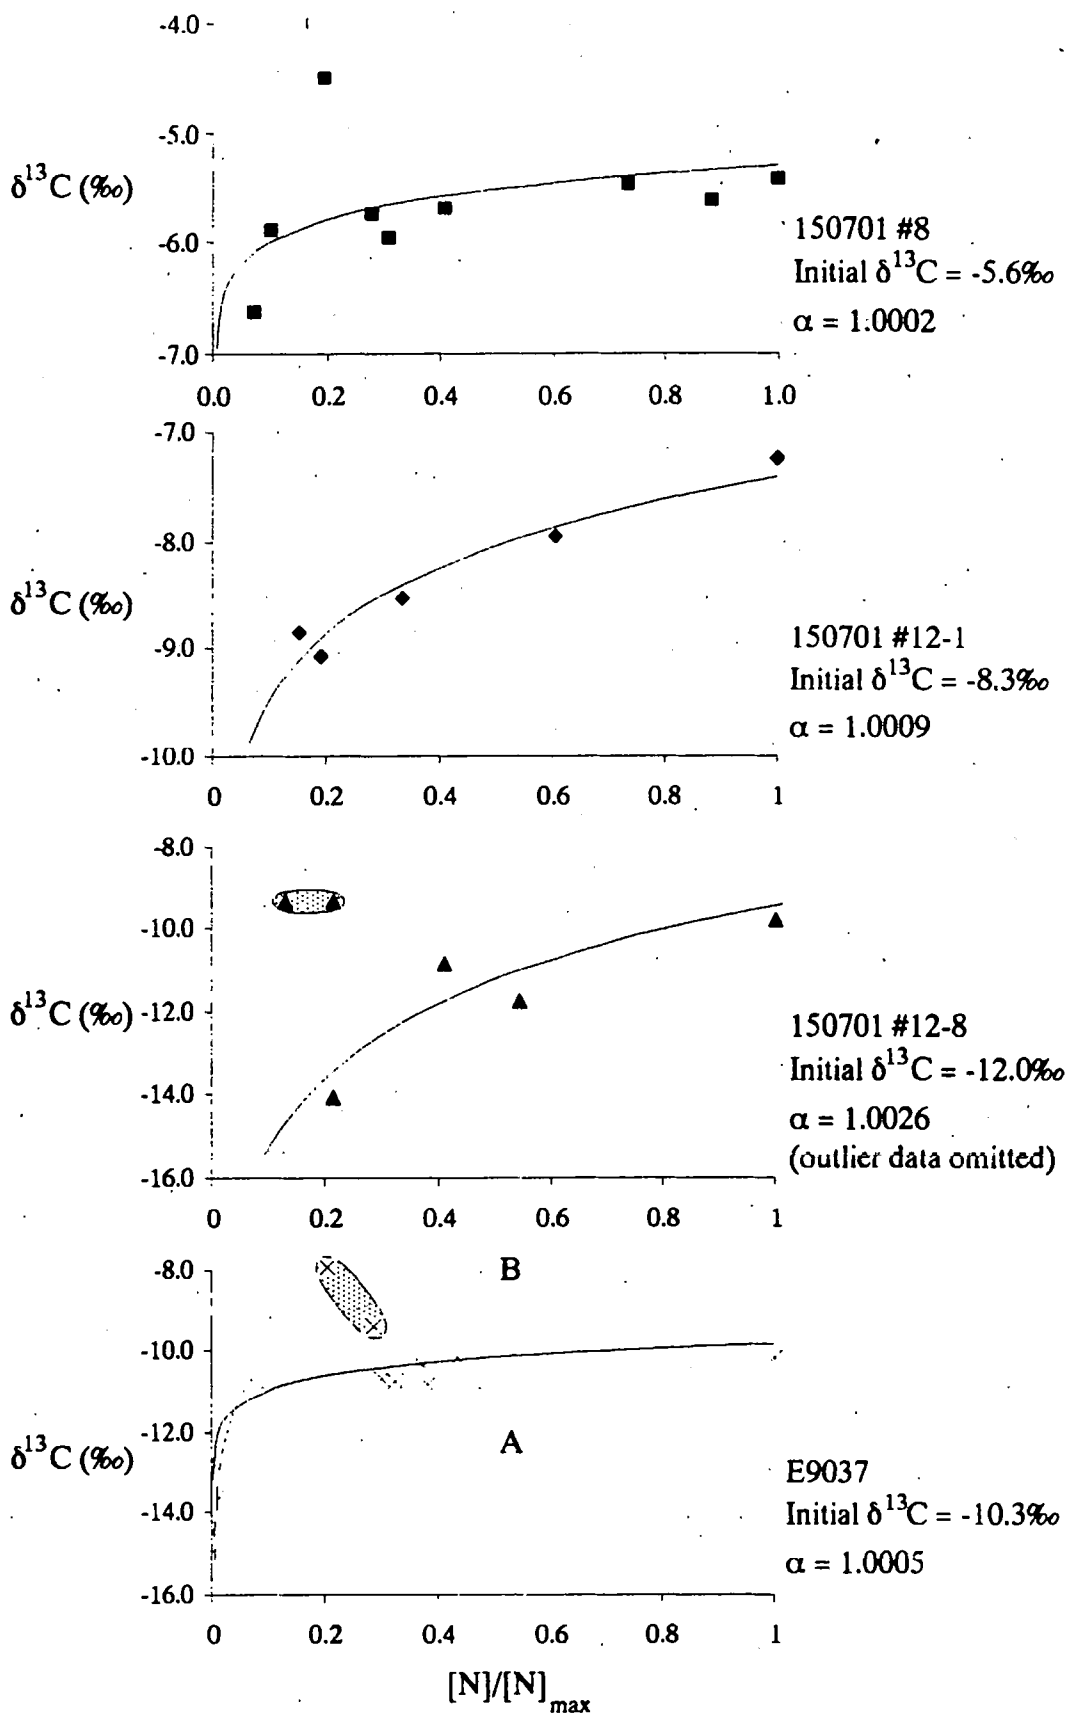 -4.0
-5.0
δ¹³C (‰)
-6.0
-7.0
0.0 0.2 0.4 0.6 0.8 1.0
150701 #8
Initial δ¹³C = -5.6‰
α = 1.0002
-7.0
-8.0
δ¹³C (‰)
-9.0
-10.0
0 0.2 0.4 0.6 0.8 1
150701 #12-1
Initial δ¹³C = -8.3‰
α = 1.0009
-8.0
-10.0
δ¹³C (‰)
-12.0
-14.0
-16.0
0 0.2 0.4 0.6 0.8 1
150701 #12-8
Initial δ¹³C = -12.0‰
α = 1.0026
(outlier data omitted)
-8.0
B
-10.0
-12.0
A
δ¹³C (‰)
-14.0
-16.0
0 0.2 0.4 0.6 0.8 1
E9037
Initial δ¹³C = -10.3‰
α = 1.0005
[N]/[N]max